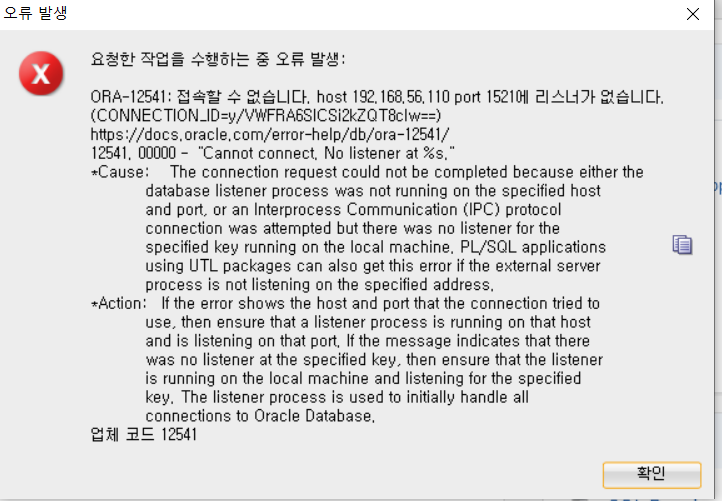 오류 발생
요청한 작업을 수행하는 중 오류 발생:
ORA-12541: 접속할 수 없습니다. host 192.168.56.110 port 1521에 리스너가 없습니다.
(CONNECTION_ID=y/VWFRA6SICSi2kZQT8clw==)
https://docs.oracle.com/error-help/db/ora-12541/
12541. 00000 - "Cannot connect. No listener at %s."
*Cause: The connection request could not be completed because either the
database listener process was not running on the specified host
and port, or an Interprocess Communication (IPC) protocol
connection was attempted but there was no listener for the
specified key running on the local machine. PL/SQL applications
using UTL packages can also get this error if the external server
process is not listening on the specified address.
*Action: If the error shows the host and port that the connection tried to
use, then ensure that a listener process is running on that host
and is listening on that port. If the message indicates that there
was no listener at the specified key, then ensure that the listener
is running on the local machine and listening for the specified
key. The listener process is used to initially handle all
connections to Oracle Database.
업체 코드 12541
확인